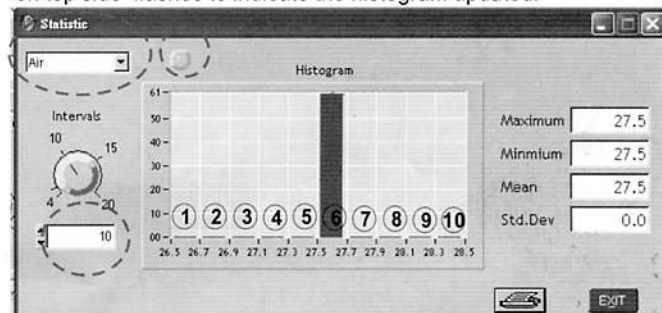 on top side flashes to indicate the histogram updated.
Statistic
Air
Histogram
Intervals
10
15
4
20
10
61
50
40
30
20
10
00
1 2 3 4 5 6 7 8 9 10
26.5 26.7 26.9 27.1 27.3 27.5 27.7 27.9 28.1 28.3 28.5
Maximum 27.5
Minmium 27.5
Mean 27.5
Std.Dev 0.0
EXIT